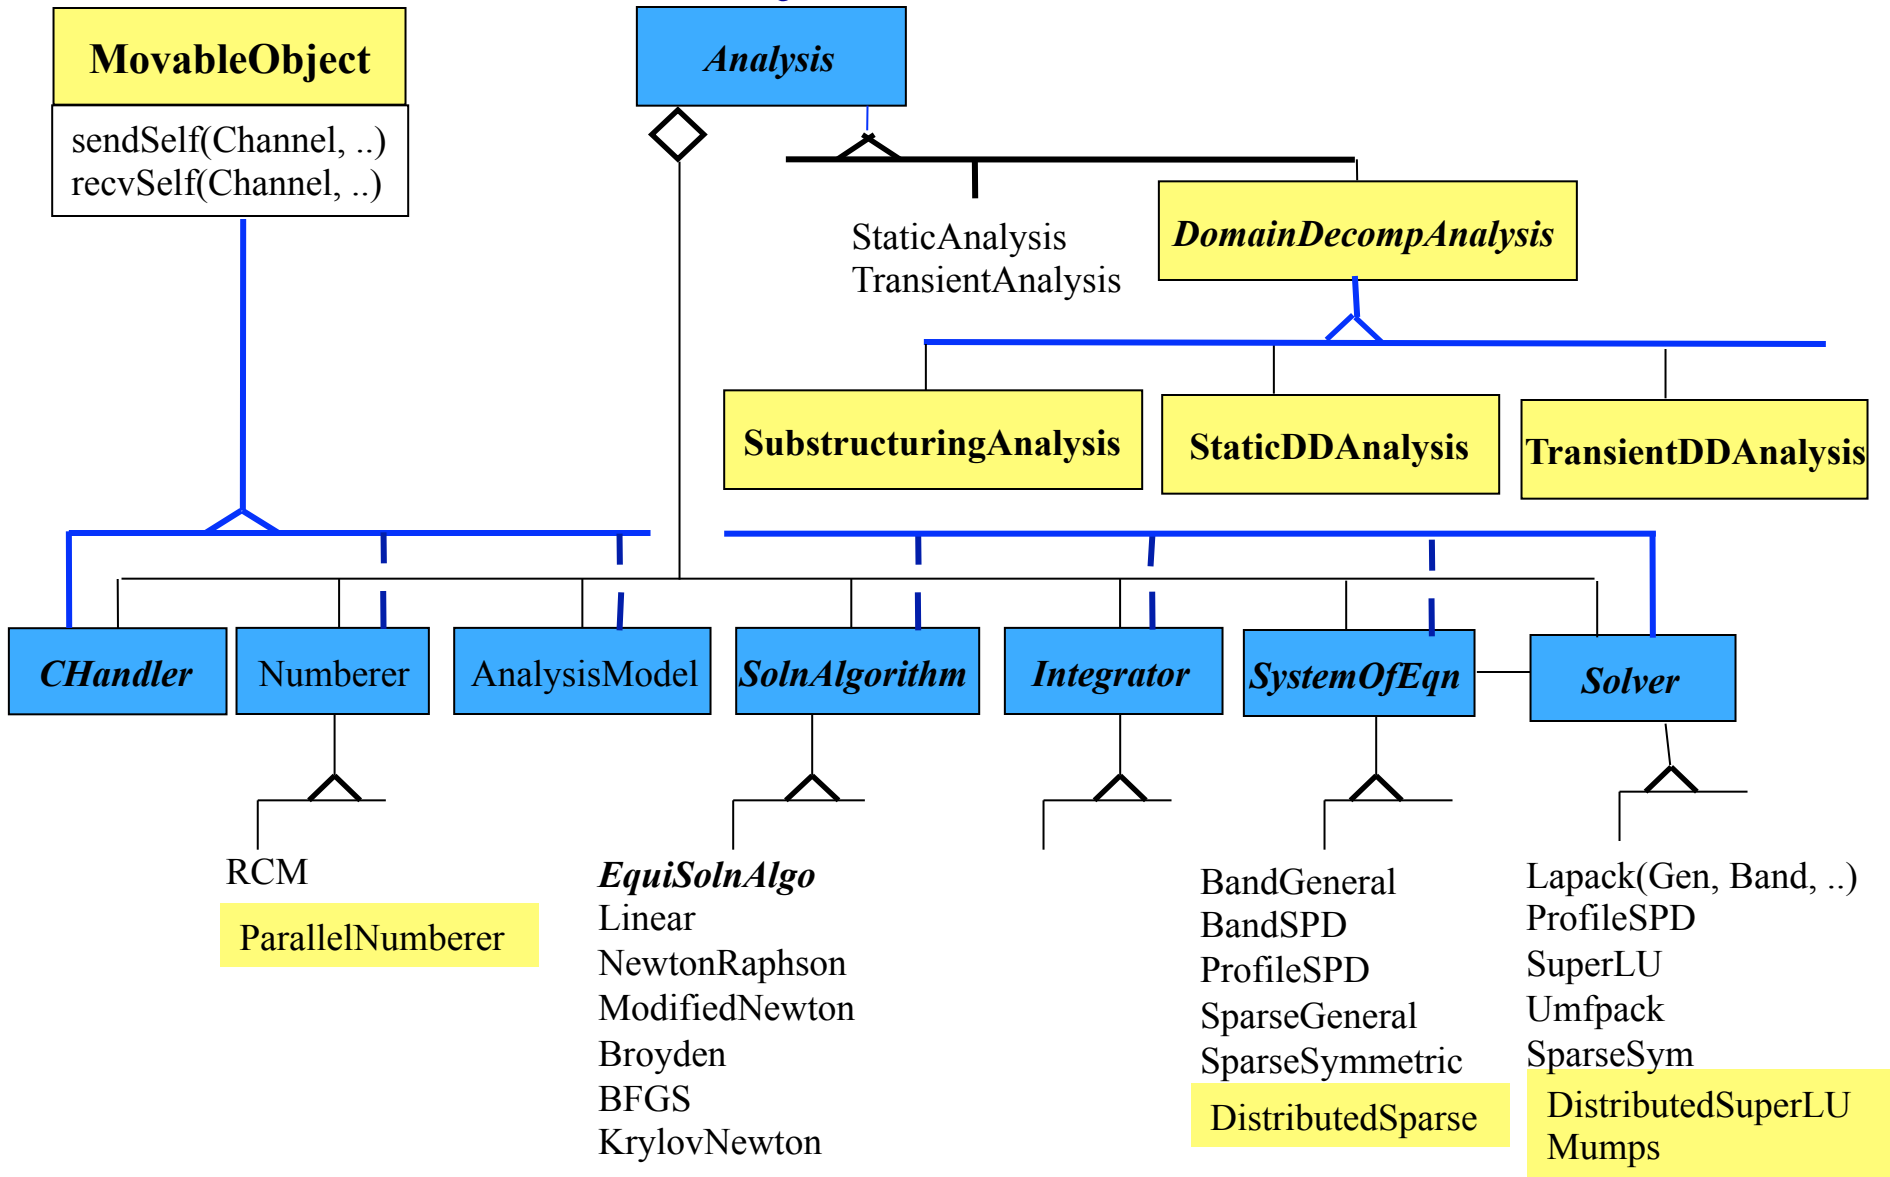 MovableObject
sendSelf(Channel, ..)
recvSelf(Channel, ..)
Analysis
StaticAnalysis
TransientAnalysis
DomainDecompAnalysis
SubstructuringAnalysis
StaticDDAnalysis
TransientDDAnalysis
CHandler
Numberer
AnalysisModel
SolnAlgorithm
Integrator
SystemOfEqn
Solver
RCM
ParallelNumberer
EquiSolnAlgo
Linear
NewtonRaphson
ModifiedNewton
Broyden
BFGS
KrylovNewton
BandGeneral
BandSPD
ProfileSPD
SparseGeneral
SparseSymmetric
DistributedSparse
Lapack(Gen, Band, ..)
ProfileSPD
SuperLU
Umfpack
SparseSym
DistributedSuperLU
Mumps